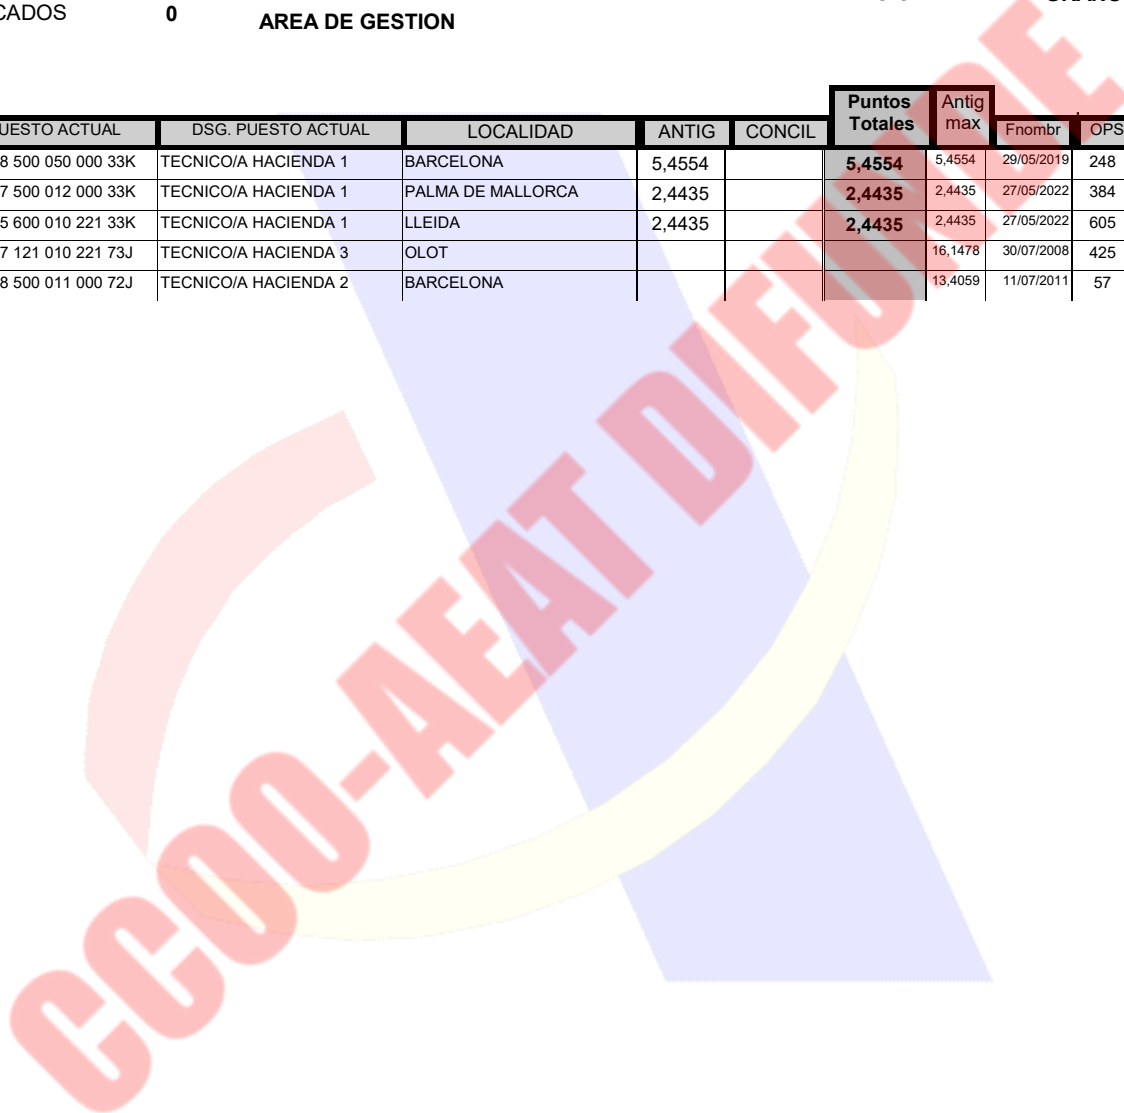 CADOS 0 AREA DE GESTION
UESTO ACTUAL DSG. PUESTO ACTUAL LOCALIDAD ANTIG CONCIL Puntos Totales Antig max Fnombr OPS
8 500 050 000 33K TECNICO/A HACIENDA 1 BARCELONA 5,4554 5,4554 5,4554 29/05/2019 248
7 500 012 000 33K TECNICO/A HACIENDA 1 PALMA DE MALLORCA 2,4435 2,4435 2,4435 27/05/2022 384
5 600 010 221 33K TECNICO/A HACIENDA 1 LLEIDA 2,4435 2,4435 2,4435 27/05/2022 605
7 121 010 221 73J TECNICO/A HACIENDA 3 OLOT 16,1478 30/07/2008 425
8 500 011 000 72J TECNICO/A HACIENDA 2 BARCELONA 13,4059 11/07/2011 57
CCOO-AEAT DIFUNDE